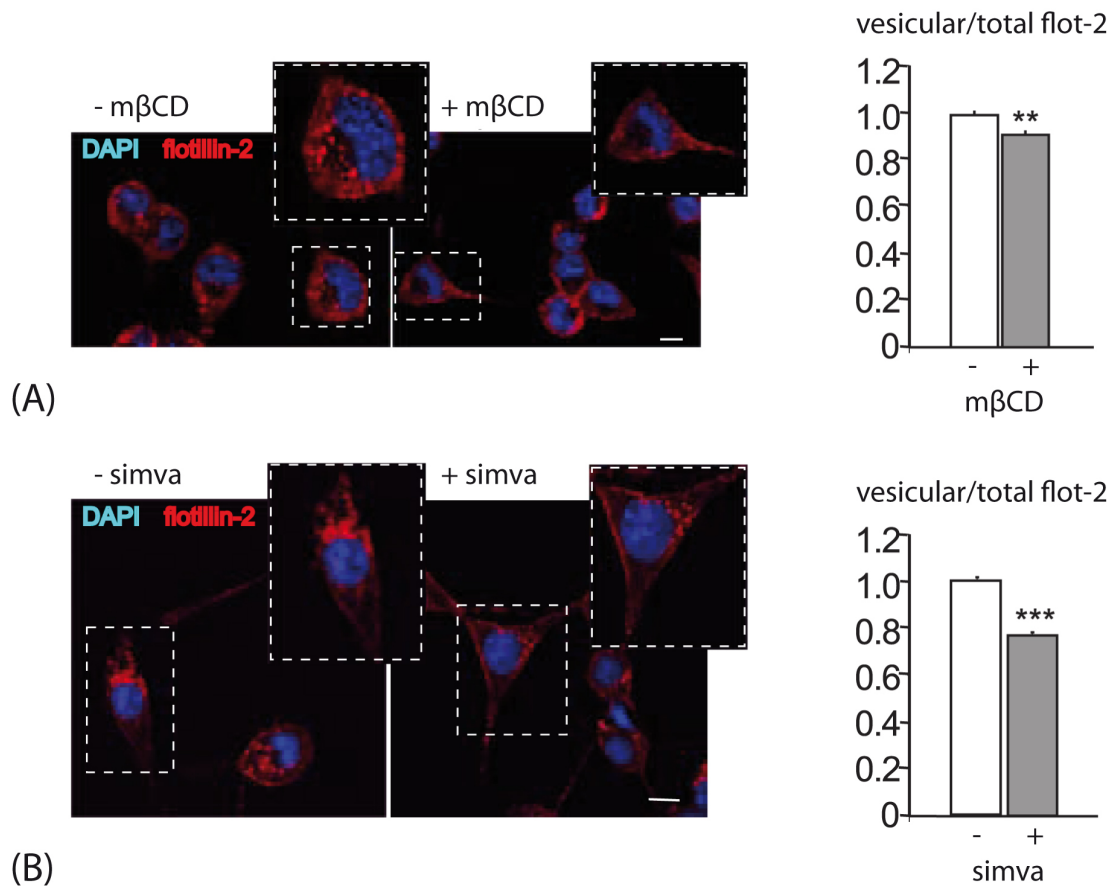 - mβCD
+ mβCD
DAPI flotillin-2
vesicular/total flot-2
1.2
1.0
0.8
0.6
0.4
0.2
0
**
- +
mβCD
(A)
- simva
+ simva
DAPI flotillin-2
vesicular/total flot-2
1.2
1.0
0.8
0.6
0.4
0.2
0
***
- +
simva
(B)